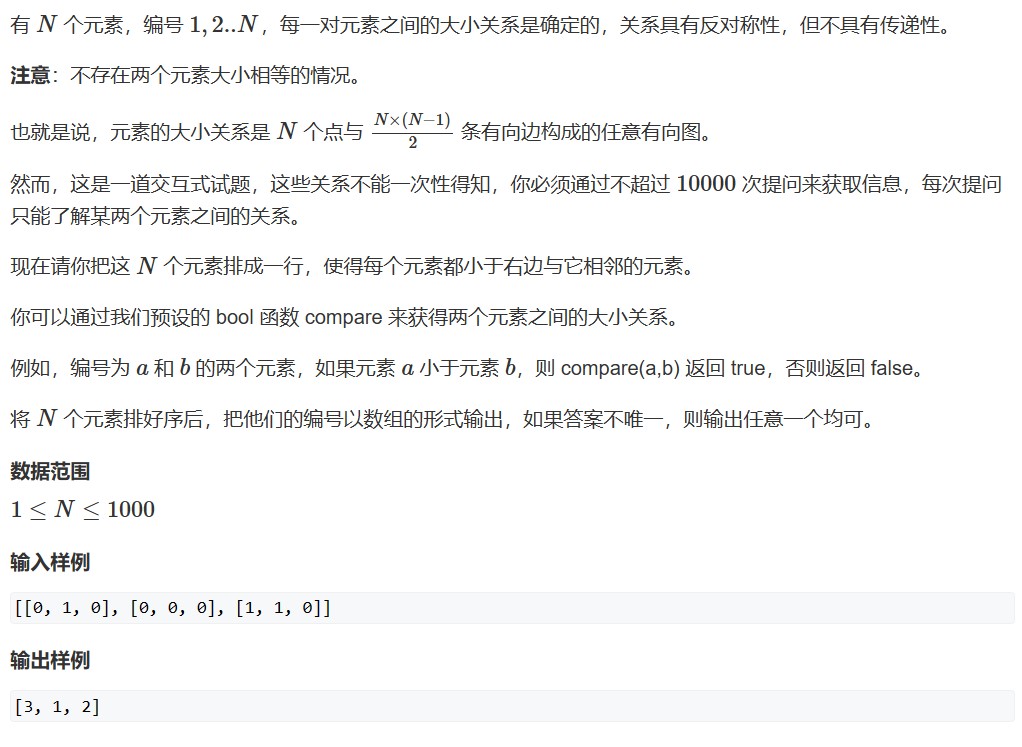 有 N 个元素，编号 1,2..N，每一对元素之间的大小关系是确定的，关系具有反对称性，但不具有传递性。
注意：不存在两个元素大小相等的情况。
也就是说，元素的大小关系是 N 个点与 N×(N−1)/2 条有向边构成的任意有向图。
然而，这是一道交互式试题，这些关系不能一次性得知，你必须通过不超过 10000 次提问来获取信息，每次提问
只能了解某两个元素之间的关系。
现在请你把这 N 个元素排成一行，使得每个元素都小于右边与它相邻的元素。
你可以通过我们预设的 bool 函数 compare 来获得两个元素之间的大小关系。
例如，编号为 a 和 b 的两个元素，如果元素 a 小于元素 b，则 compare(a,b) 返回 true，否则返回 false。
将 N 个元素排好序后，把他们的编号以数组的形式输出，如果答案不唯一，则输出任意一个均可。
数据范围
1 ≤ N ≤ 1000
输入样例
[[0, 1, 0], [0, 0, 0], [1, 1, 0]]
输出样例
[3, 1, 2]